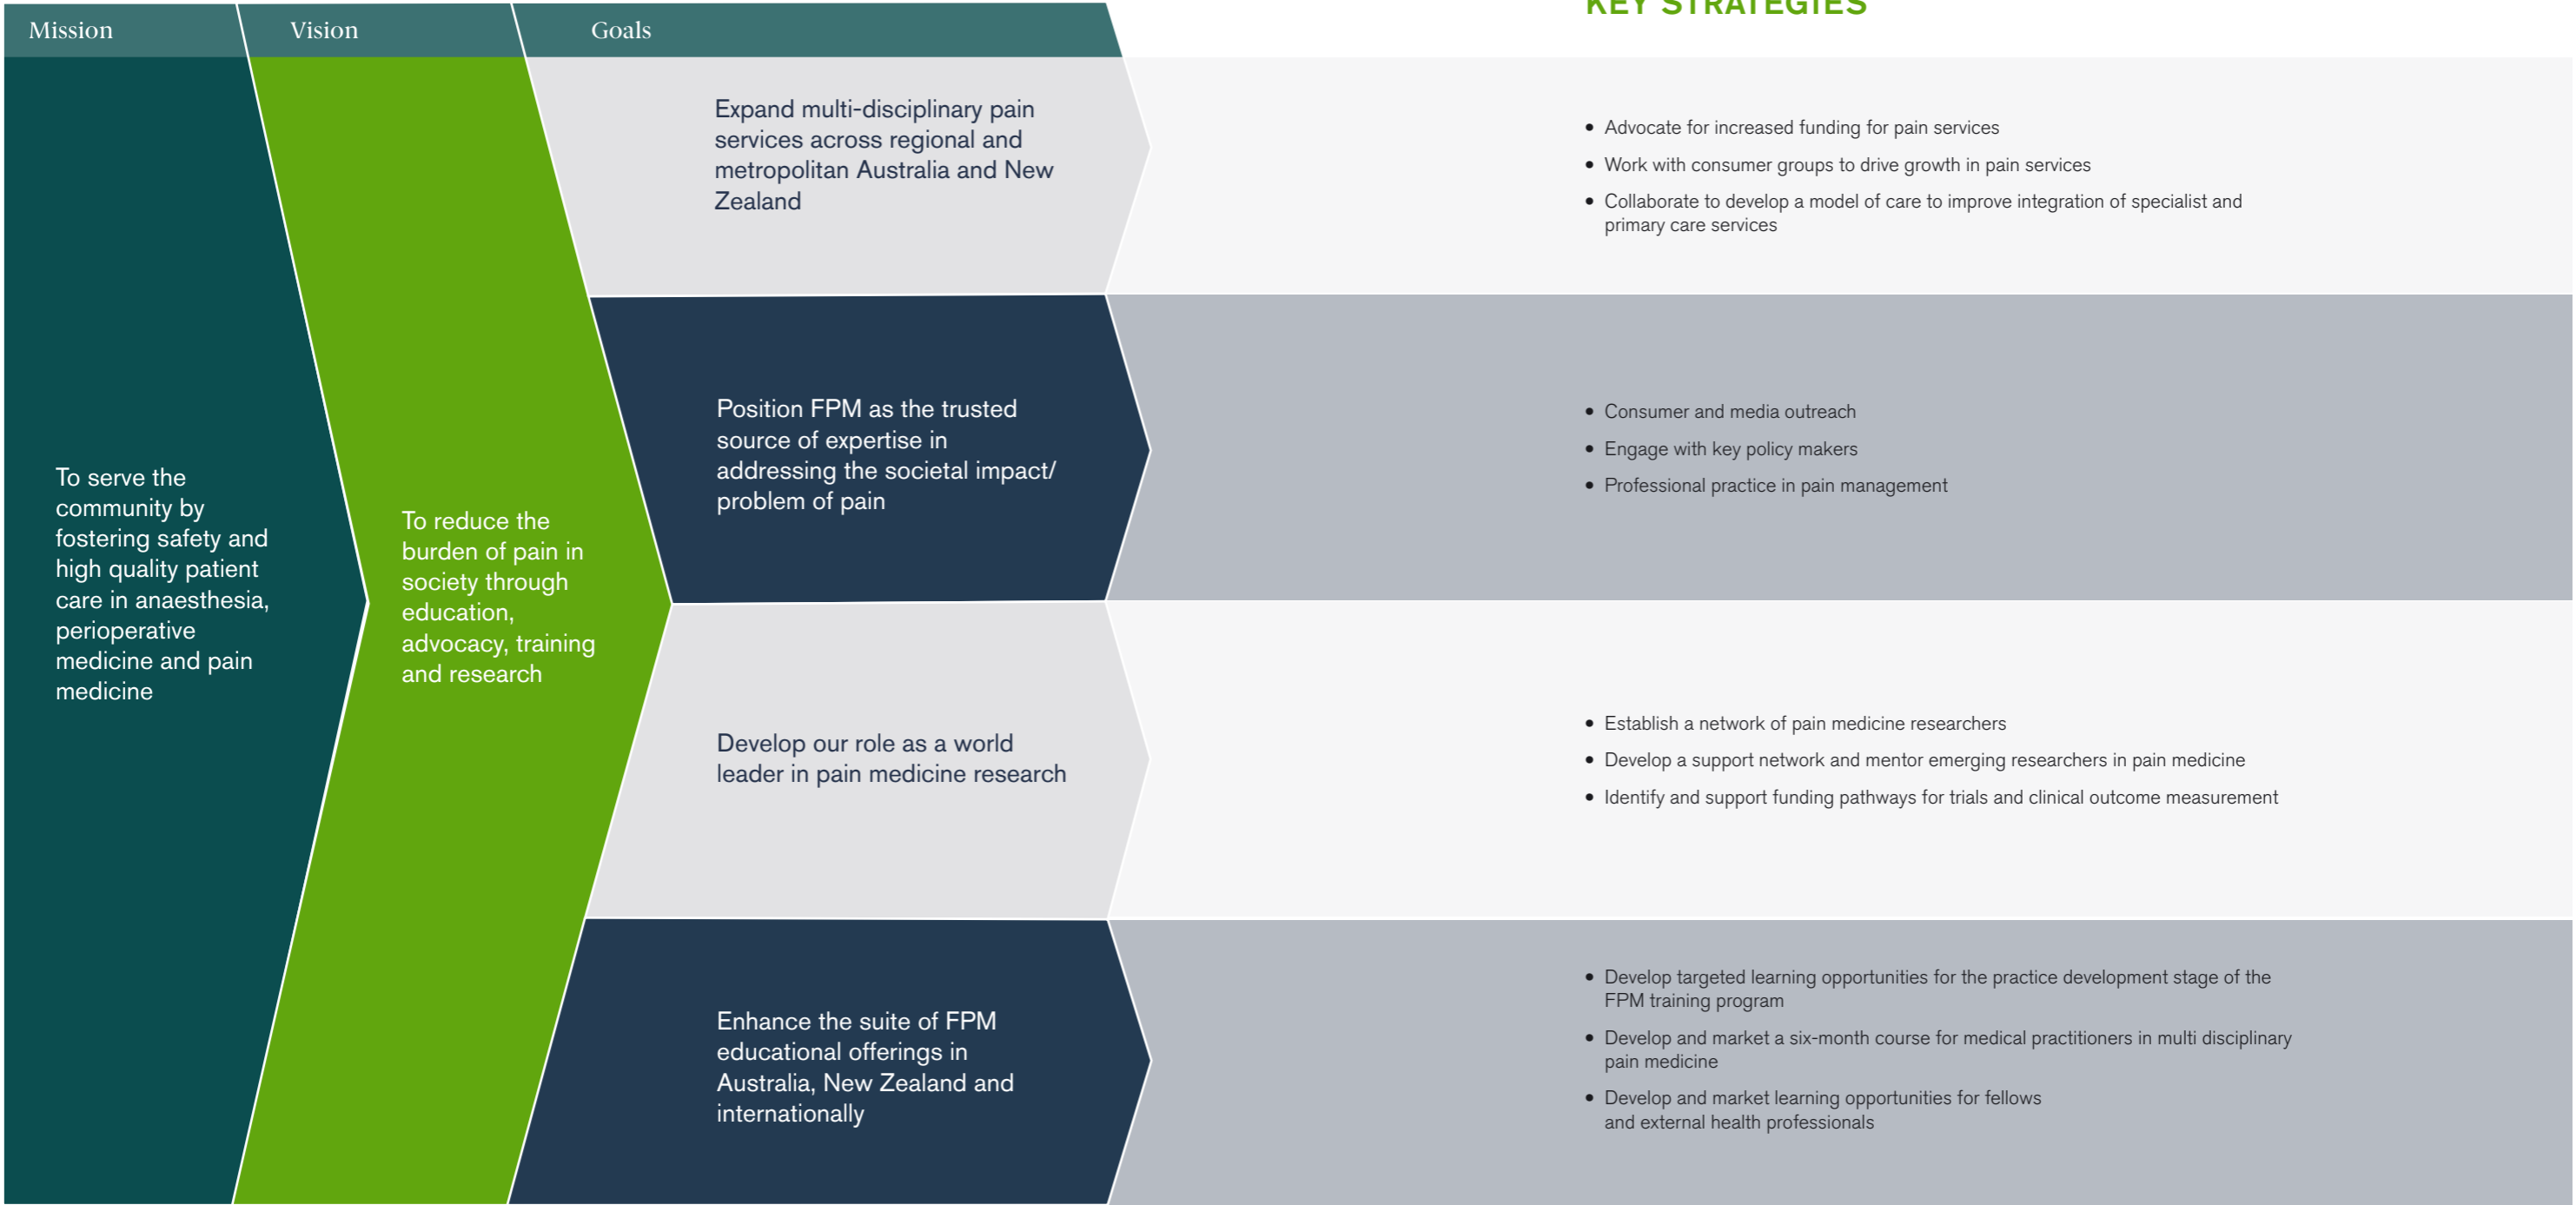 KEY STRATEGIES
Mission
Vision
Goals
To serve the
community by
fostering safety and
high quality patient
care in anaesthesia,
perioperative
medicine and pain
medicine
To reduce the
burden of pain in
society through
education,
advocacy, training
and research
Expand multi-disciplinary pain
services across regional and
metropolitan Australia and New
Zealand
• Advocate for increased funding for pain services
• Work with consumer groups to drive growth in pain services
• Collaborate to develop a model of care to improve integration of specialist and
primary care services
Position FPM as the trusted
source of expertise in
addressing the societal impact/
problem of pain
• Consumer and media outreach
• Engage with key policy makers
• Professional practice in pain management
Develop our role as a world
leader in pain medicine research
• Establish a network of pain medicine researchers
• Develop a support network and mentor emerging researchers in pain medicine
• Identify and support funding pathways for trials and clinical outcome measurement
Enhance the suite of FPM
educational offerings in
Australia, New Zealand and
internationally
• Develop targeted learning opportunities for the practice development stage of the
FPM training program
• Develop and market a six-month course for medical practitioners in multi disciplinary
pain medicine
• Develop and market learning opportunities for fellows
and external health professionals